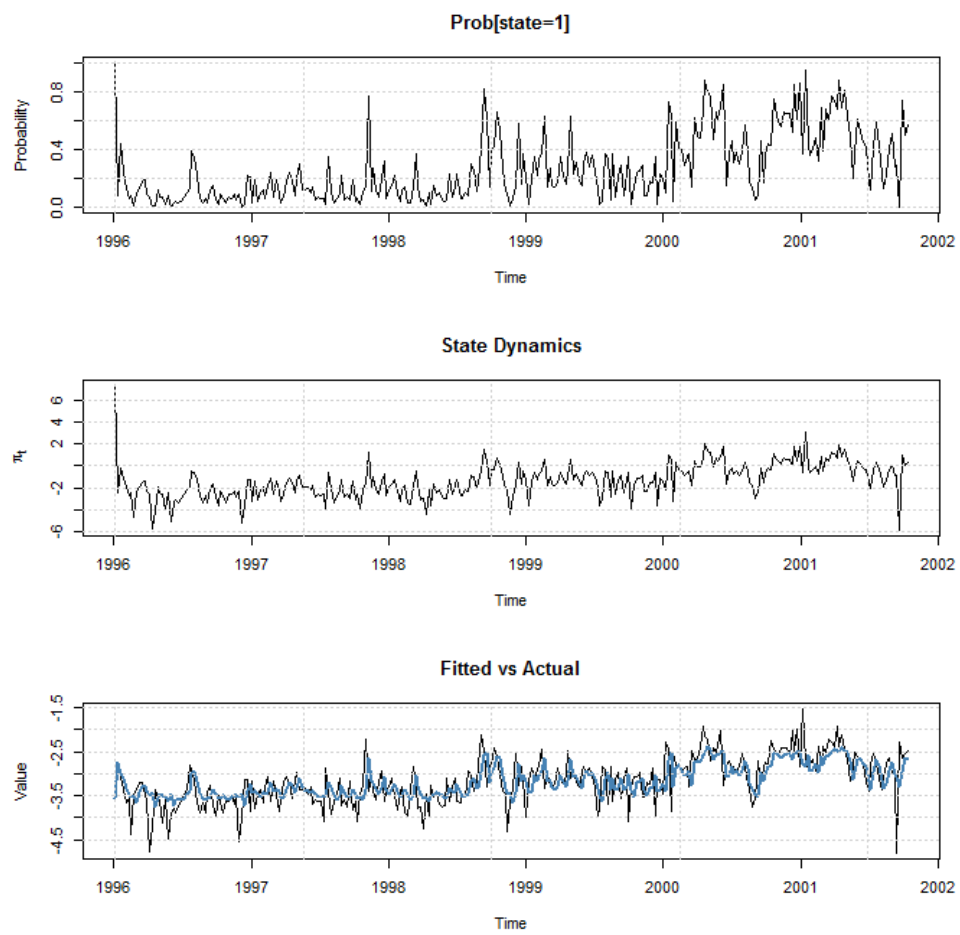 Prob[state=1]
Probability
0.8
0.4
0.0
1996 1997 1998 1999 2000 2001 2002
Time
State Dynamics
πt
6
4
2
-2
-6
1996 1997 1998 1999 2000 2001 2002
Time
Fitted vs Actual
Value
-1.5
-2.5
-3.5
-4.5
1996 1997 1998 1999 2000 2001 2002
Time